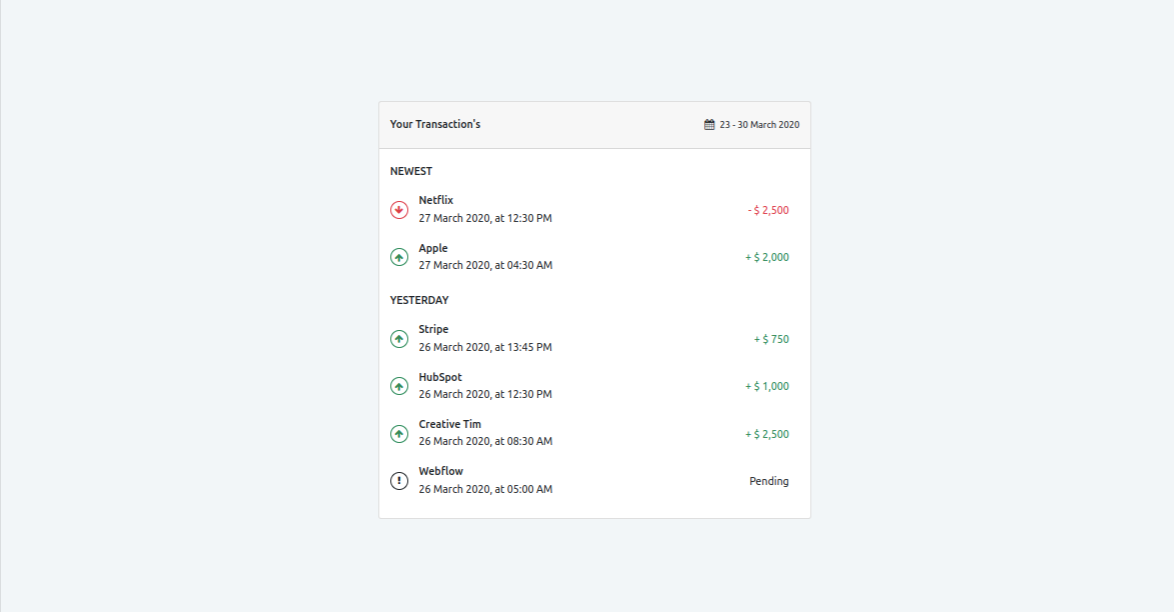 Your Transaction's
23 - 30 March 2020
NEWEST
Netflix
27 March 2020, at 12:30 PM
- $ 2,500
Apple
27 March 2020, at 04:30 AM
+ $ 2,000
YESTERDAY
Stripe
26 March 2020, at 13:45 PM
+ $ 750
HubSpot
26 March 2020, at 12:30 PM
+ $ 1,000
Creative Tim
26 March 2020, at 08:30 AM
+ $ 2,500
Webflow
26 March 2020, at 05:00 AM
Pending